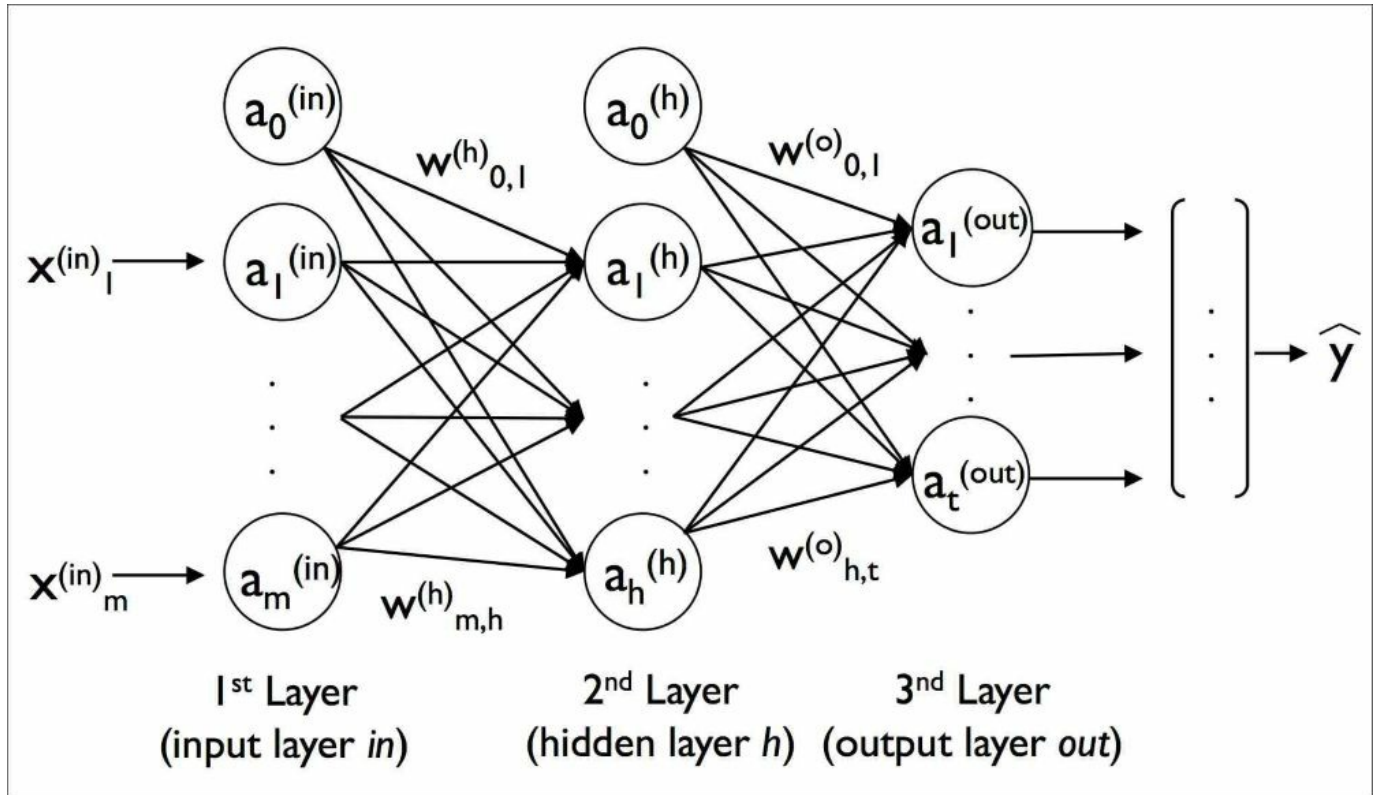 a₀⁽ⁱⁿ⁾
a₀⁽ʰ⁾
w⁽ʰ⁾₀,₁
w⁽ᵒ⁾₀,₁
x⁽ⁱⁿ⁾₁
a₁⁽ⁱⁿ⁾
a₁⁽ʰ⁾
a₁⁽ᵒᵘᵗ⁾
ŷ
x⁽ⁱⁿ⁾ₘ
aₘ⁽ⁱⁿ⁾
w⁽ʰ⁾ₘ,ₕ
aₕ⁽ʰ⁾
w⁽ᵒ⁾ₕ,ₜ
aₜ⁽ᵒᵘᵗ⁾
1ˢᵗ Layer
(input layer in)
2ⁿᵈ Layer
(hidden layer h)
3ⁿᵈ Layer
(output layer out)